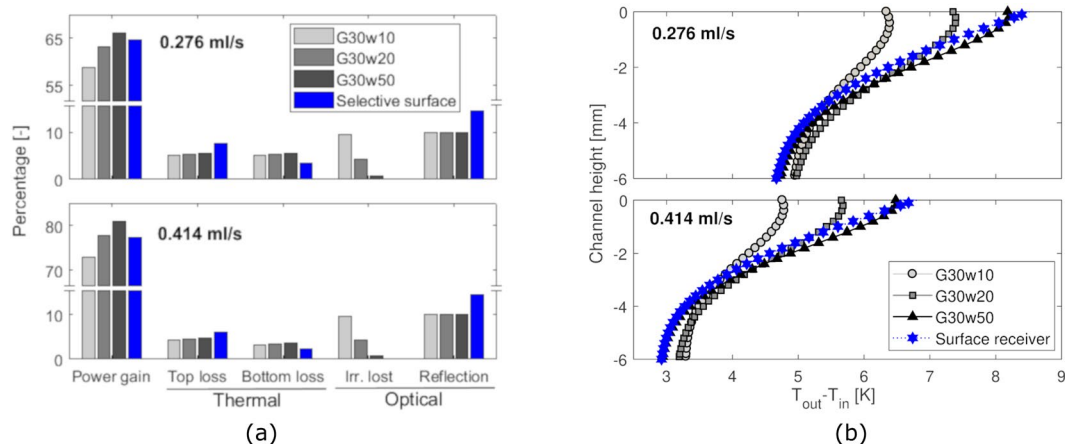 65
0.276 ml/s
55
10
0
G30w10
G30w20
G30w50
Selective surface
Percentage [-]
80
0.414 ml/s
70
10
0
Power gain Top loss Bottom loss Irr. lost Reflection
Thermal Optical
(a)
0
0.276 ml/s
-2
-4
-6
0
0.414 ml/s
-2
-4
-6
Channel height [mm]
G30w10
G30w20
G30w50
Surface receiver
3 4 5 6 7 8 9
Tout-Tin [K]
(b)